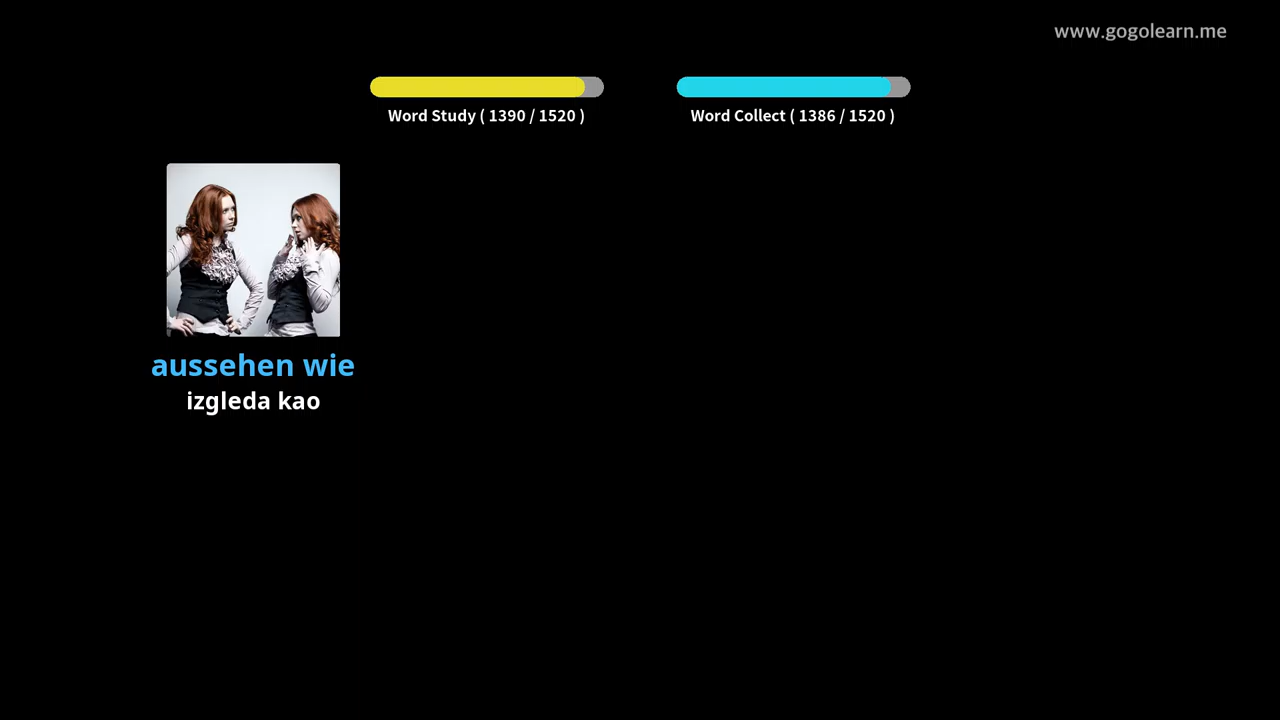 www.gogolearn.me
Word Study ( 1390 / 1520 )
Word Collect ( 1386 / 1520 )
aussehen wie
izgleda kao